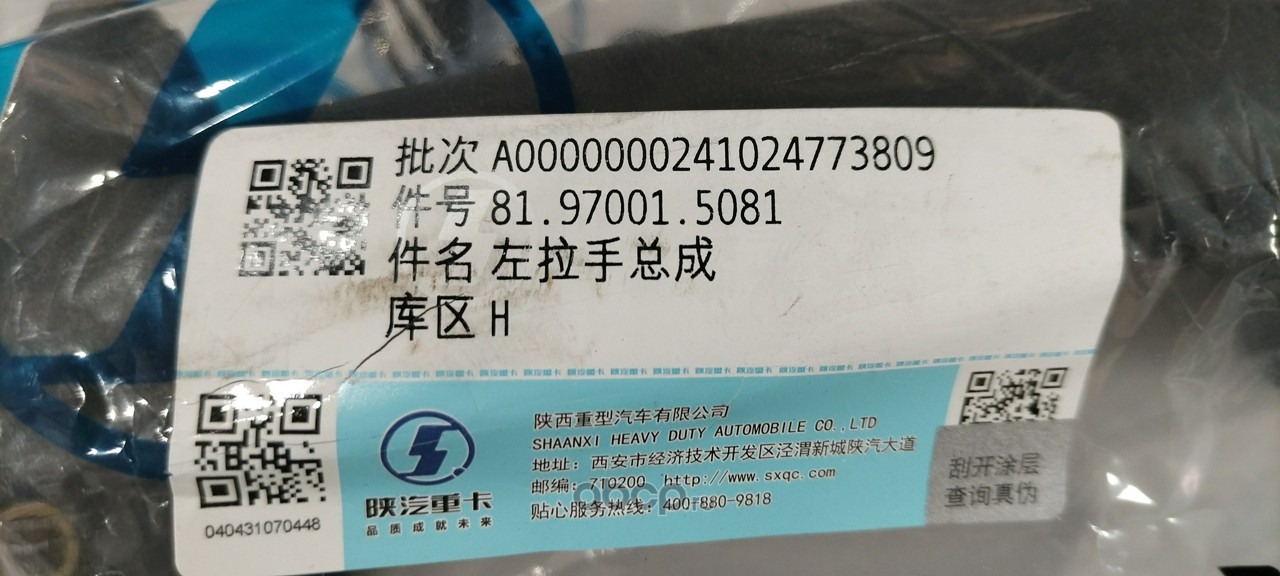 批次 A0000000241024773809
件号 81.97001.5081
件名 左拉手总成
库区 H
040431070448
陕汽重卡
品质成就未来
陕西重型汽车有限公司
SHAANXI HEAVY DUTY AUTOMOBILE CO.,LTD
地址：西安市经济技术开发区泾渭新城陕汽大道
邮编：710200 http://www.sxqc.com
贴心服务热线：400-880-9818
刮开涂层
查询真伪